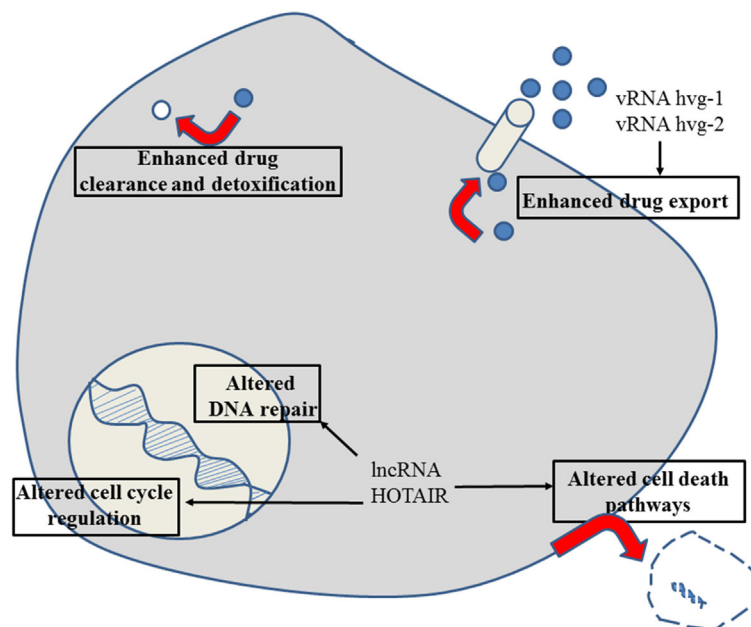 vRNA hvg-1
vRNA hvg-2
Enhanced drug
clearance and detoxification
Enhanced drug export
Altered
DNA repair
lncRNA
HOTAIR
Altered cell cycle
regulation
Altered cell death
pathways